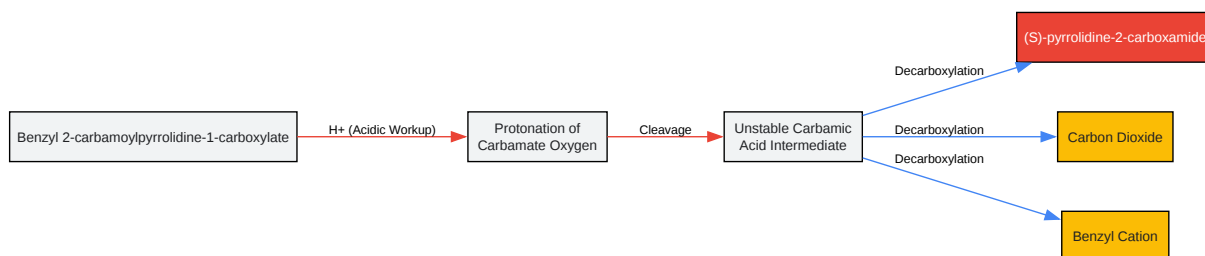 (S)-pyrrolidine-2-carboxamide
Decarboxylation
Benzyl 2-carbamoylpyrrolidine-1-carboxylate
H+ (Acidic Workup)
Protonation of
Carbamate Oxygen
Cleavage
Unstable Carbamic
Acid Intermediate
Decarboxylation
Carbon Dioxide
Decarboxylation
Benzyl Cation